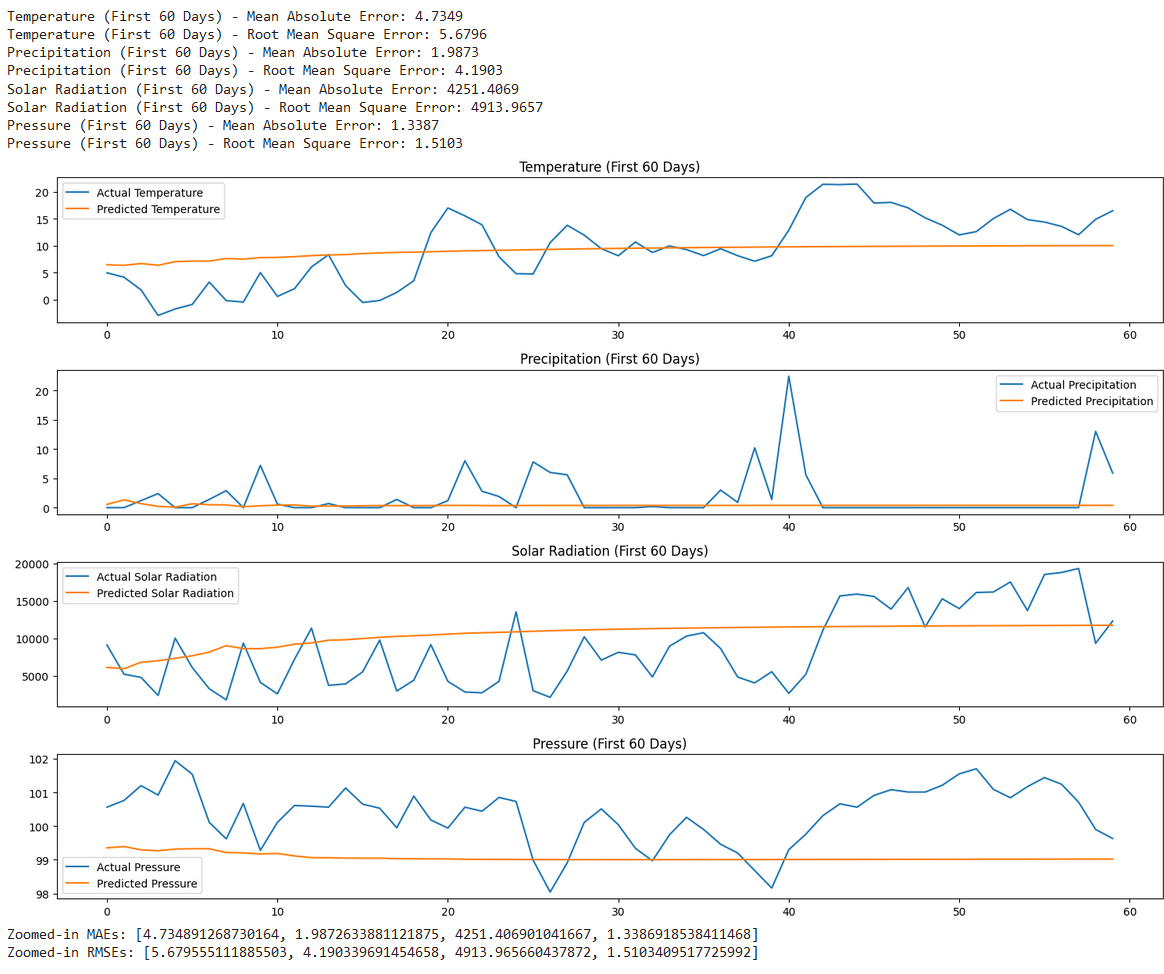 Temperature (First 60 Days) - Mean Absolute Error: 4.7349
Temperature (First 60 Days) - Root Mean Square Error: 5.6796
Precipitation (First 60 Days) - Mean Absolute Error: 1.9873
Precipitation (First 60 Days) - Root Mean Square Error: 4.1903
Solar Radiation (First 60 Days) - Mean Absolute Error: 4251.4069
Solar Radiation (First 60 Days) - Root Mean Square Error: 4913.9657
Pressure (First 60 Days) - Mean Absolute Error: 1.3387
Pressure (First 60 Days) - Root Mean Square Error: 1.5103
Temperature (First 60 Days)
Actual Temperature
Predicted Temperature
20
15
10
5
0
0 10 20 30 40 50 60
Precipitation (First 60 Days)
Actual Precipitation
Predicted Precipitation
20
15
10
5
0
0 10 20 30 40 50 60
Solar Radiation (First 60 Days)
Actual Solar Radiation
Predicted Solar Radiation
20000
15000
10000
5000
0 10 20 30 40 50 60
Pressure (First 60 Days)
102
101
100
99
98
Actual Pressure
Predicted Pressure
0 10 20 30 40 50 60
Zoomed-in MAEs: [4.734891268730164, 1.9872633881121875, 4251.406901041667, 1.3386918538411468]
Zoomed-in RMSEs: [5.679555111885503, 4.190339691454658, 4913.965660437872, 1.5103409517725992]